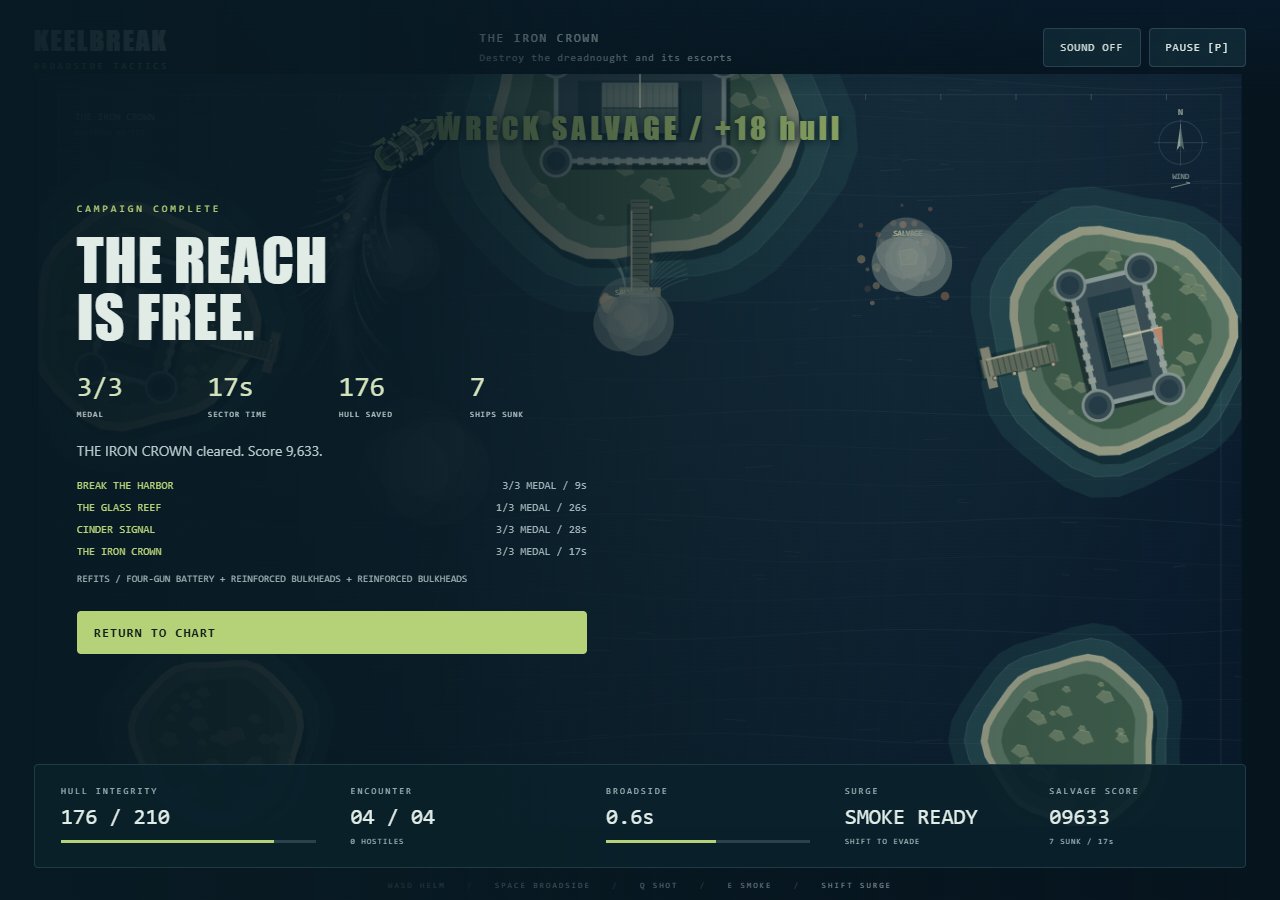 KEELBREAK
BROADSIDE TACTICS
THE IRON CROWN
Destroy the dreadnought and its escorts
SOUND OFF
PAUSE [P]
THE IRON CROWN
WRECK SALVAGE / +18 hull
N
WIND
SALVAGE
CAMPAIGN COMPLETE
THE REACH
IS FREE.
3/3
17s
176
7
MEDAL
SECTOR TIME
HULL SAVED
SHIPS SUNK
THE IRON CROWN cleared. Score 9,633.
BREAK THE HARBOR 3/3 MEDAL / 9s
THE GLASS REEF 1/3 MEDAL / 26s
CINDER SIGNAL 3/3 MEDAL / 28s
THE IRON CROWN 3/3 MEDAL / 17s
REFITS / FOUR-GUN BATTERY + REINFORCED BULKHEADS + REINFORCED BULKHEADS
RETURN TO CHART
HULL INTEGRITY
176 / 210
ENCOUNTER
04 / 04
0 HOSTILES
BROADSIDE
0.6s
SURGE
SMOKE READY
SHIFT TO EVADE
SALVAGE SCORE
09633
7 SUNK / 17s
WASD HELM / SPACE BROADSIDE / Q SHOT / E SMOKE / SHIFT SURGE